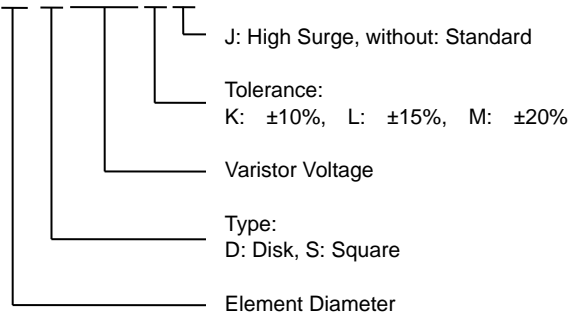 J: High Surge, without: Standard
Tolerance:
K: ±10%, L: ±15%, M: ±20%
Varistor Voltage
Type:
D: Disk, S: Square
Element Diameter